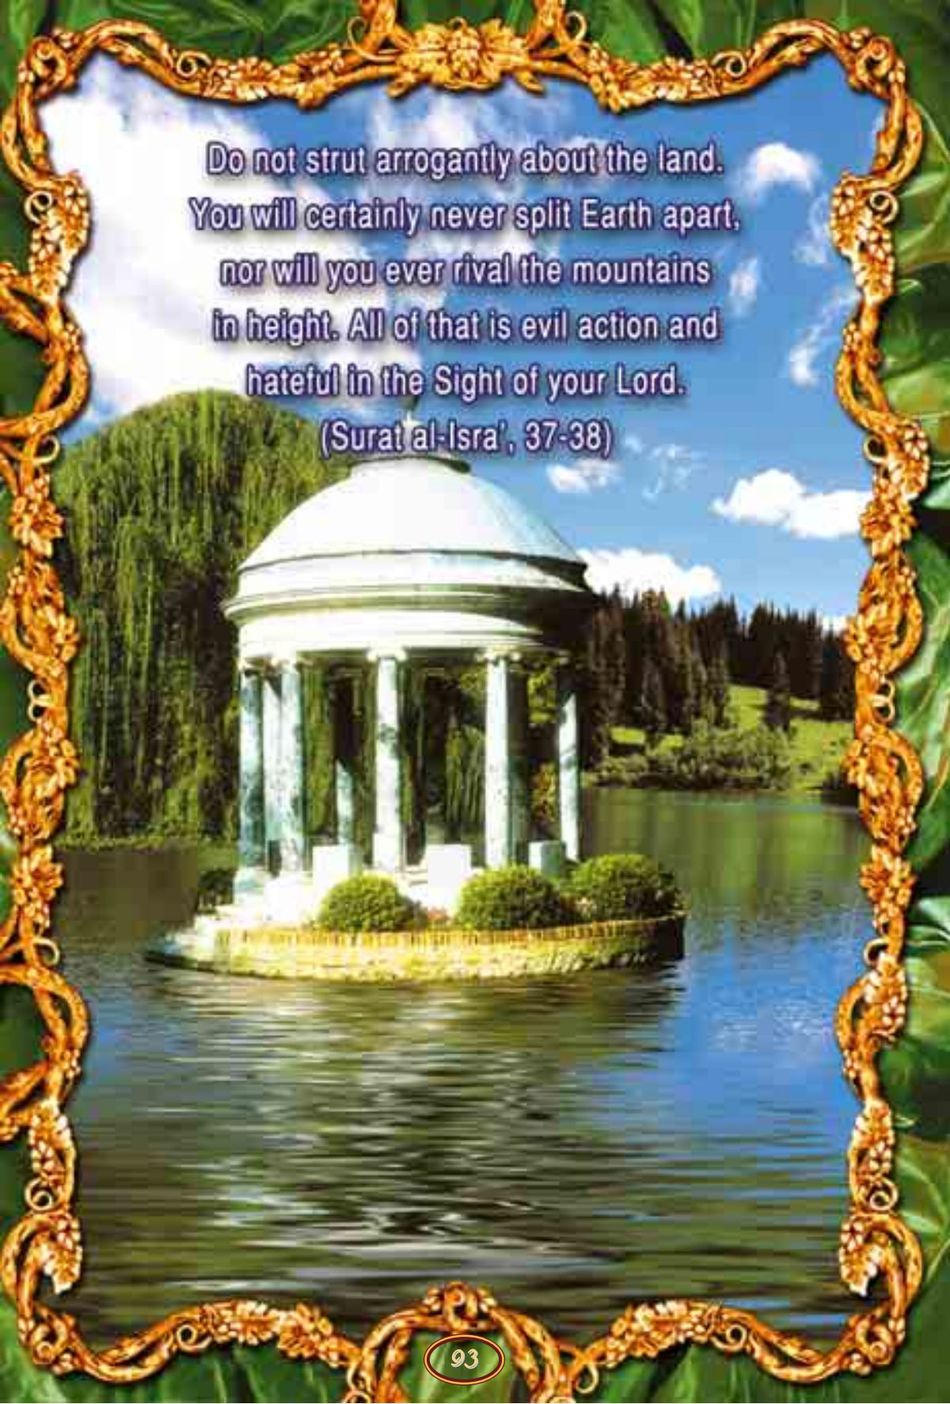 Do not strut arrogantly about the land.
You will certainly never split Earth apart,
nor will you ever rival the mountains
in height. All of that is evil action and
hateful in the Sight of your Lord.
(Surat al-Isra', 37-38)
93